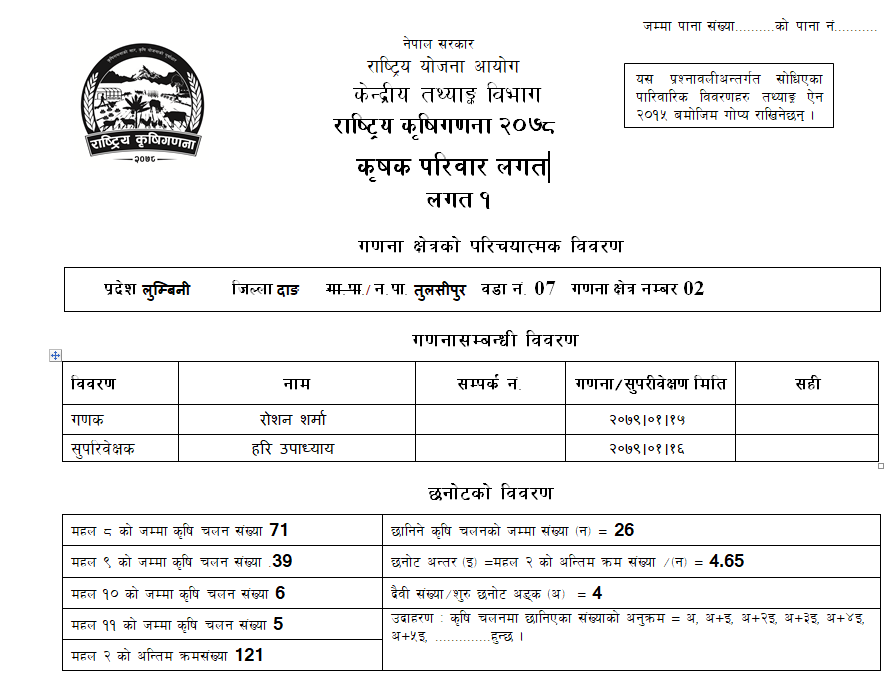 जम्मा पाना संख्या..........को पाना नं...........
नेपाल सरकार
राष्ट्रिय योजना आयोग
केन्द्रीय तथ्याङ्क विभाग
राष्ट्रिय कृषिगणना २०७८
कृषक परिवार लगत
लगत १
यस प्रश्नावलीअन्तर्गत सोधिएका
पारिवारिक विवरणहरु तथ्याङ्क ऐन
२०१५ बमोजिम गोप्य राखिनेछन् ।
राष्ट्रिय कृषिगणना
२०७८
गणना क्षेत्रको परिचयात्मक विवरण
प्रदेश लुम्बिनी जिल्ला दाङ गा.पा./न.पा. तुलसीपुर वडा नं. 07 गणना क्षेत्र नम्बर 02
गणनासम्बन्धी विवरण
विवरण नाम सम्पर्क नं. गणना/सुपरीवेक्षण मिति सही
गणक रोशन शर्मा २०७९।०१।१५
सुपरिवेक्षक हरि उपाध्याय २०७९।०१।१६
छनोटको विवरण
महल ८ को जम्मा कृषि चलन संख्या 71
महल ९ को जम्मा कृषि चलन संख्या .39
महल १० को जम्मा कृषि चलन संख्या 6
महल ११ को जम्मा कृषि चलन संख्या 5
महल २ को अन्तिम क्रमसंख्या 121
छानिने कृषि चलनको जम्मा संख्या (न) = 26
छनोट अन्तर (इ) =महल २ को अन्तिम क्रम संख्या /(न) = 4.65
दैवी संख्या/शुरु छनोट अङ्क (अ) = 4
उदाहरण : कृषि चलनमा छानिएका संख्याको अनुक्रम = अ, अ+इ, अ+२इ, अ+३इ, अ+४इ,
अ+५इ, ..............हुन्छ ।